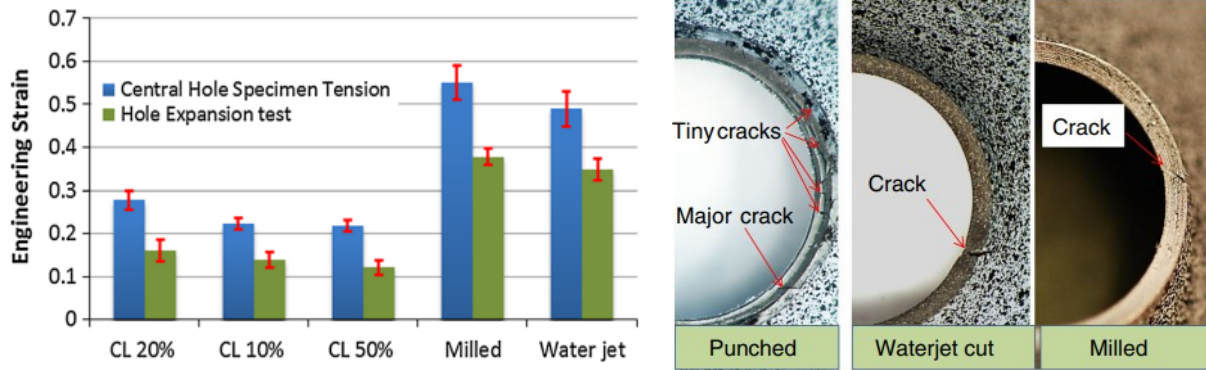 0.7
0.6
0.5
0.4
0.3
0.2
0.1
0
Engineering Strain
Central Hole Specimen Tension
Hole Expansion test
CL 20%
CL 10%
CL 50%
Milled
Water jet
Tiny cracks
Major crack
Punched
Crack
Waterjet cut
Crack
Milled